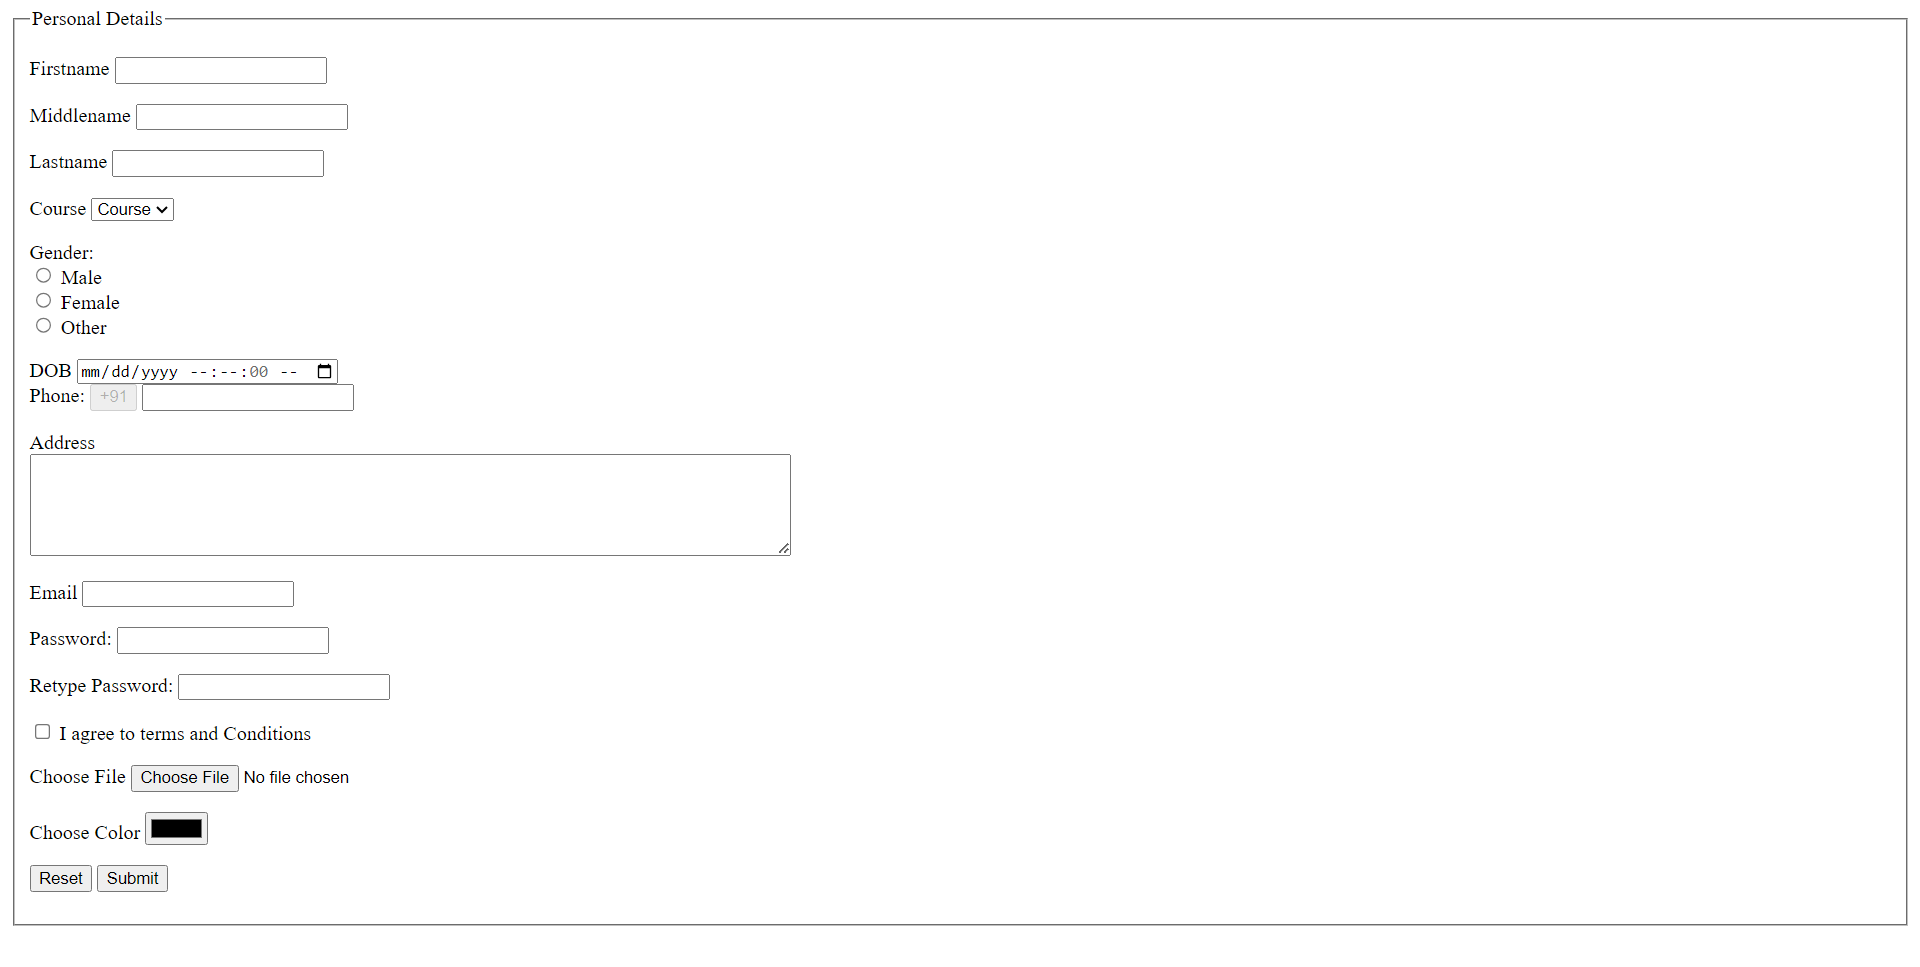 Personal Details
Firstname
Middlename
Lastname
Course Course
Gender:
Male
Female
Other
DOB mm/dd/yyyy --:--:00 --
Phone: +91
Address
Email
Password:
Retype Password:
I agree to terms and Conditions
Choose File Choose File No file chosen
Choose Color
Reset Submit